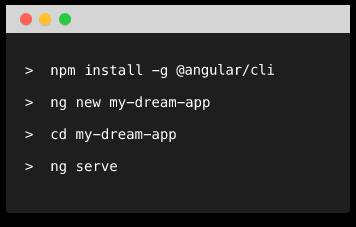 > npm install -g @angular/cli
> ng new my-dream-app
> cd my-dream-app
> ng serve